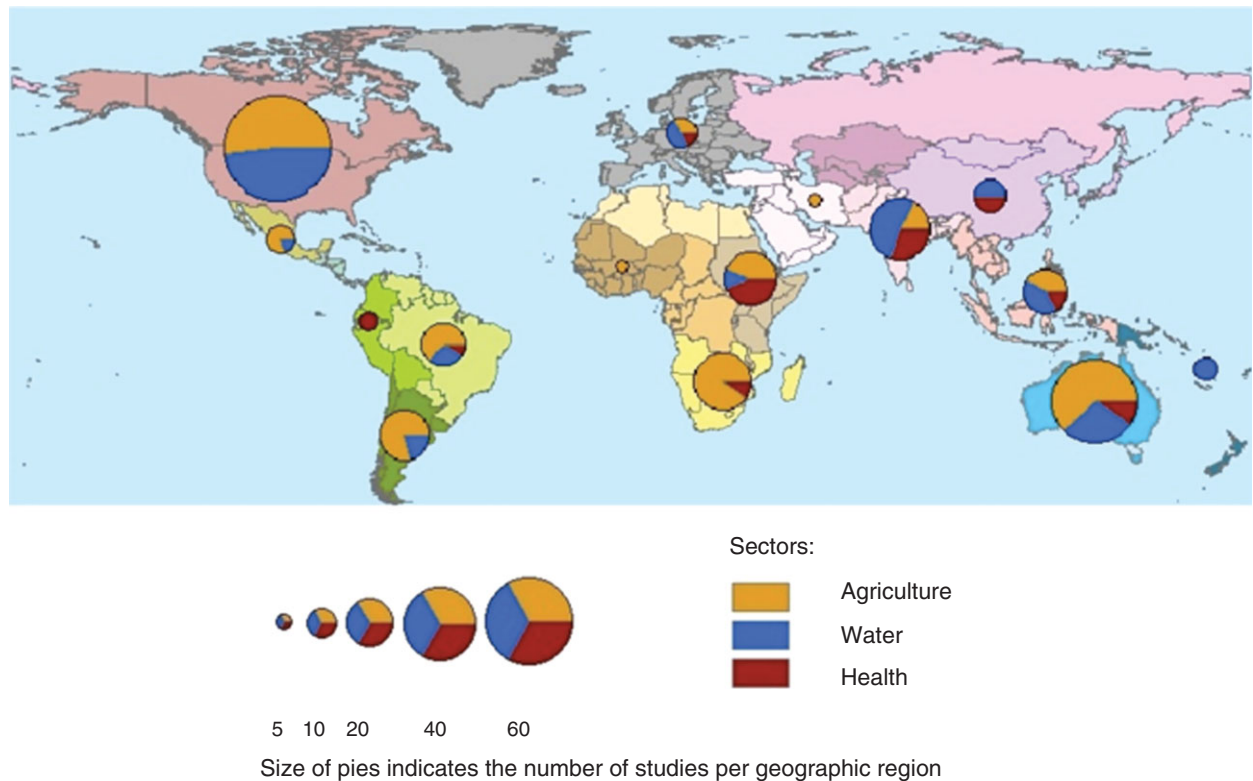 Sectors:
Agriculture
Water
Health
5 10 20 40 60
Size of pies indicates the number of studies per geographic region